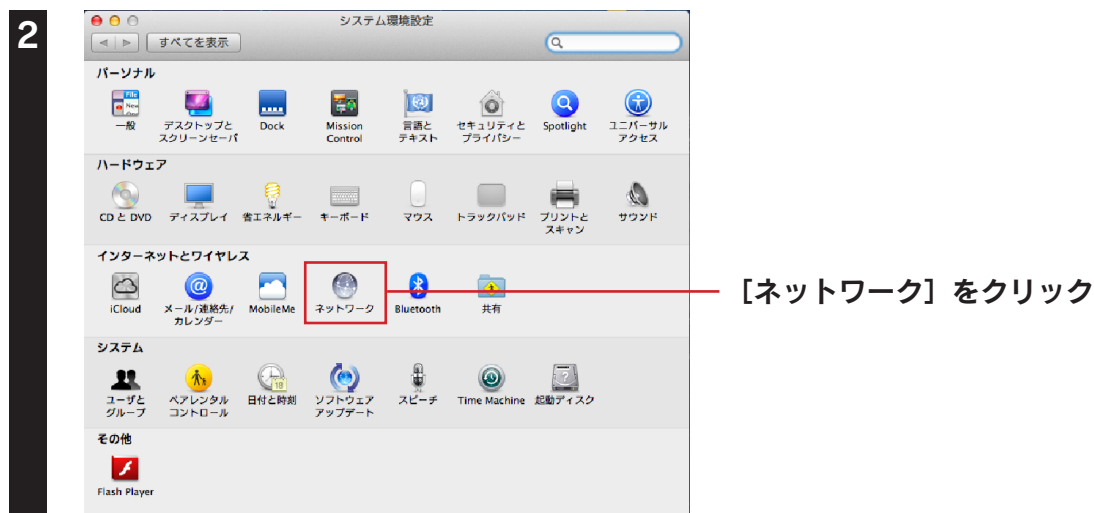 2
システム環境設定
すべてを表示
パーソナル
File
New
一般
デスクトップと
スクリーンセーバ
Dock
Mission
Control
言語と
テキスト
セキュリティと
プライバシー
Spotlight
ユニバーサル
アクセス
ハードウェア
CD と DVD
ディスプレイ
省エネルギー
キーボード
マウス
トラックパッド
プリントと
スキャン
サウンド
インターネットとワイヤレス
iCloud
メール/連絡先/
カレンダー
MobileMe
ネットワーク
Bluetooth
共有
[ネットワーク] をクリック
システム
ユーザと
グループ
ペアレンタル
コントロール
18
日付と時刻
ソフトウェア
アップデート
スピーチ
Time Machine
起動ディスク
その他
Flash Player